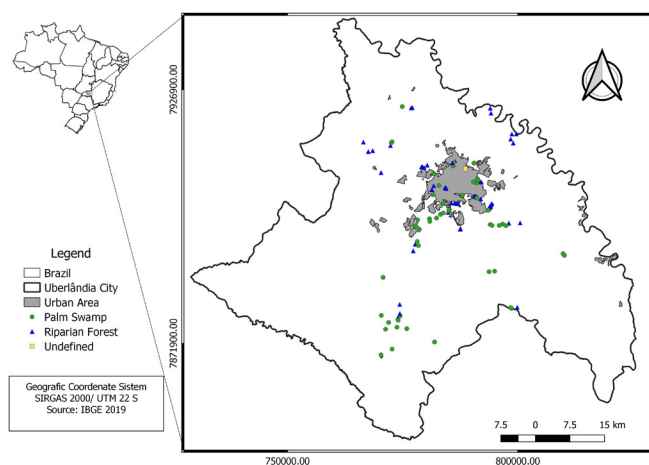 7926900.00
7871900.00
Legend
Brazil
Uberlândia City
Urban Area
Palm Swamp
Riparian Forest
Undefined
Geografic Coordenate Sistem
SIRGAS 2000/ UTM 22 S
Source: IBGE 2019
7.5 0 7.5 15 km
750000.00 800000.00